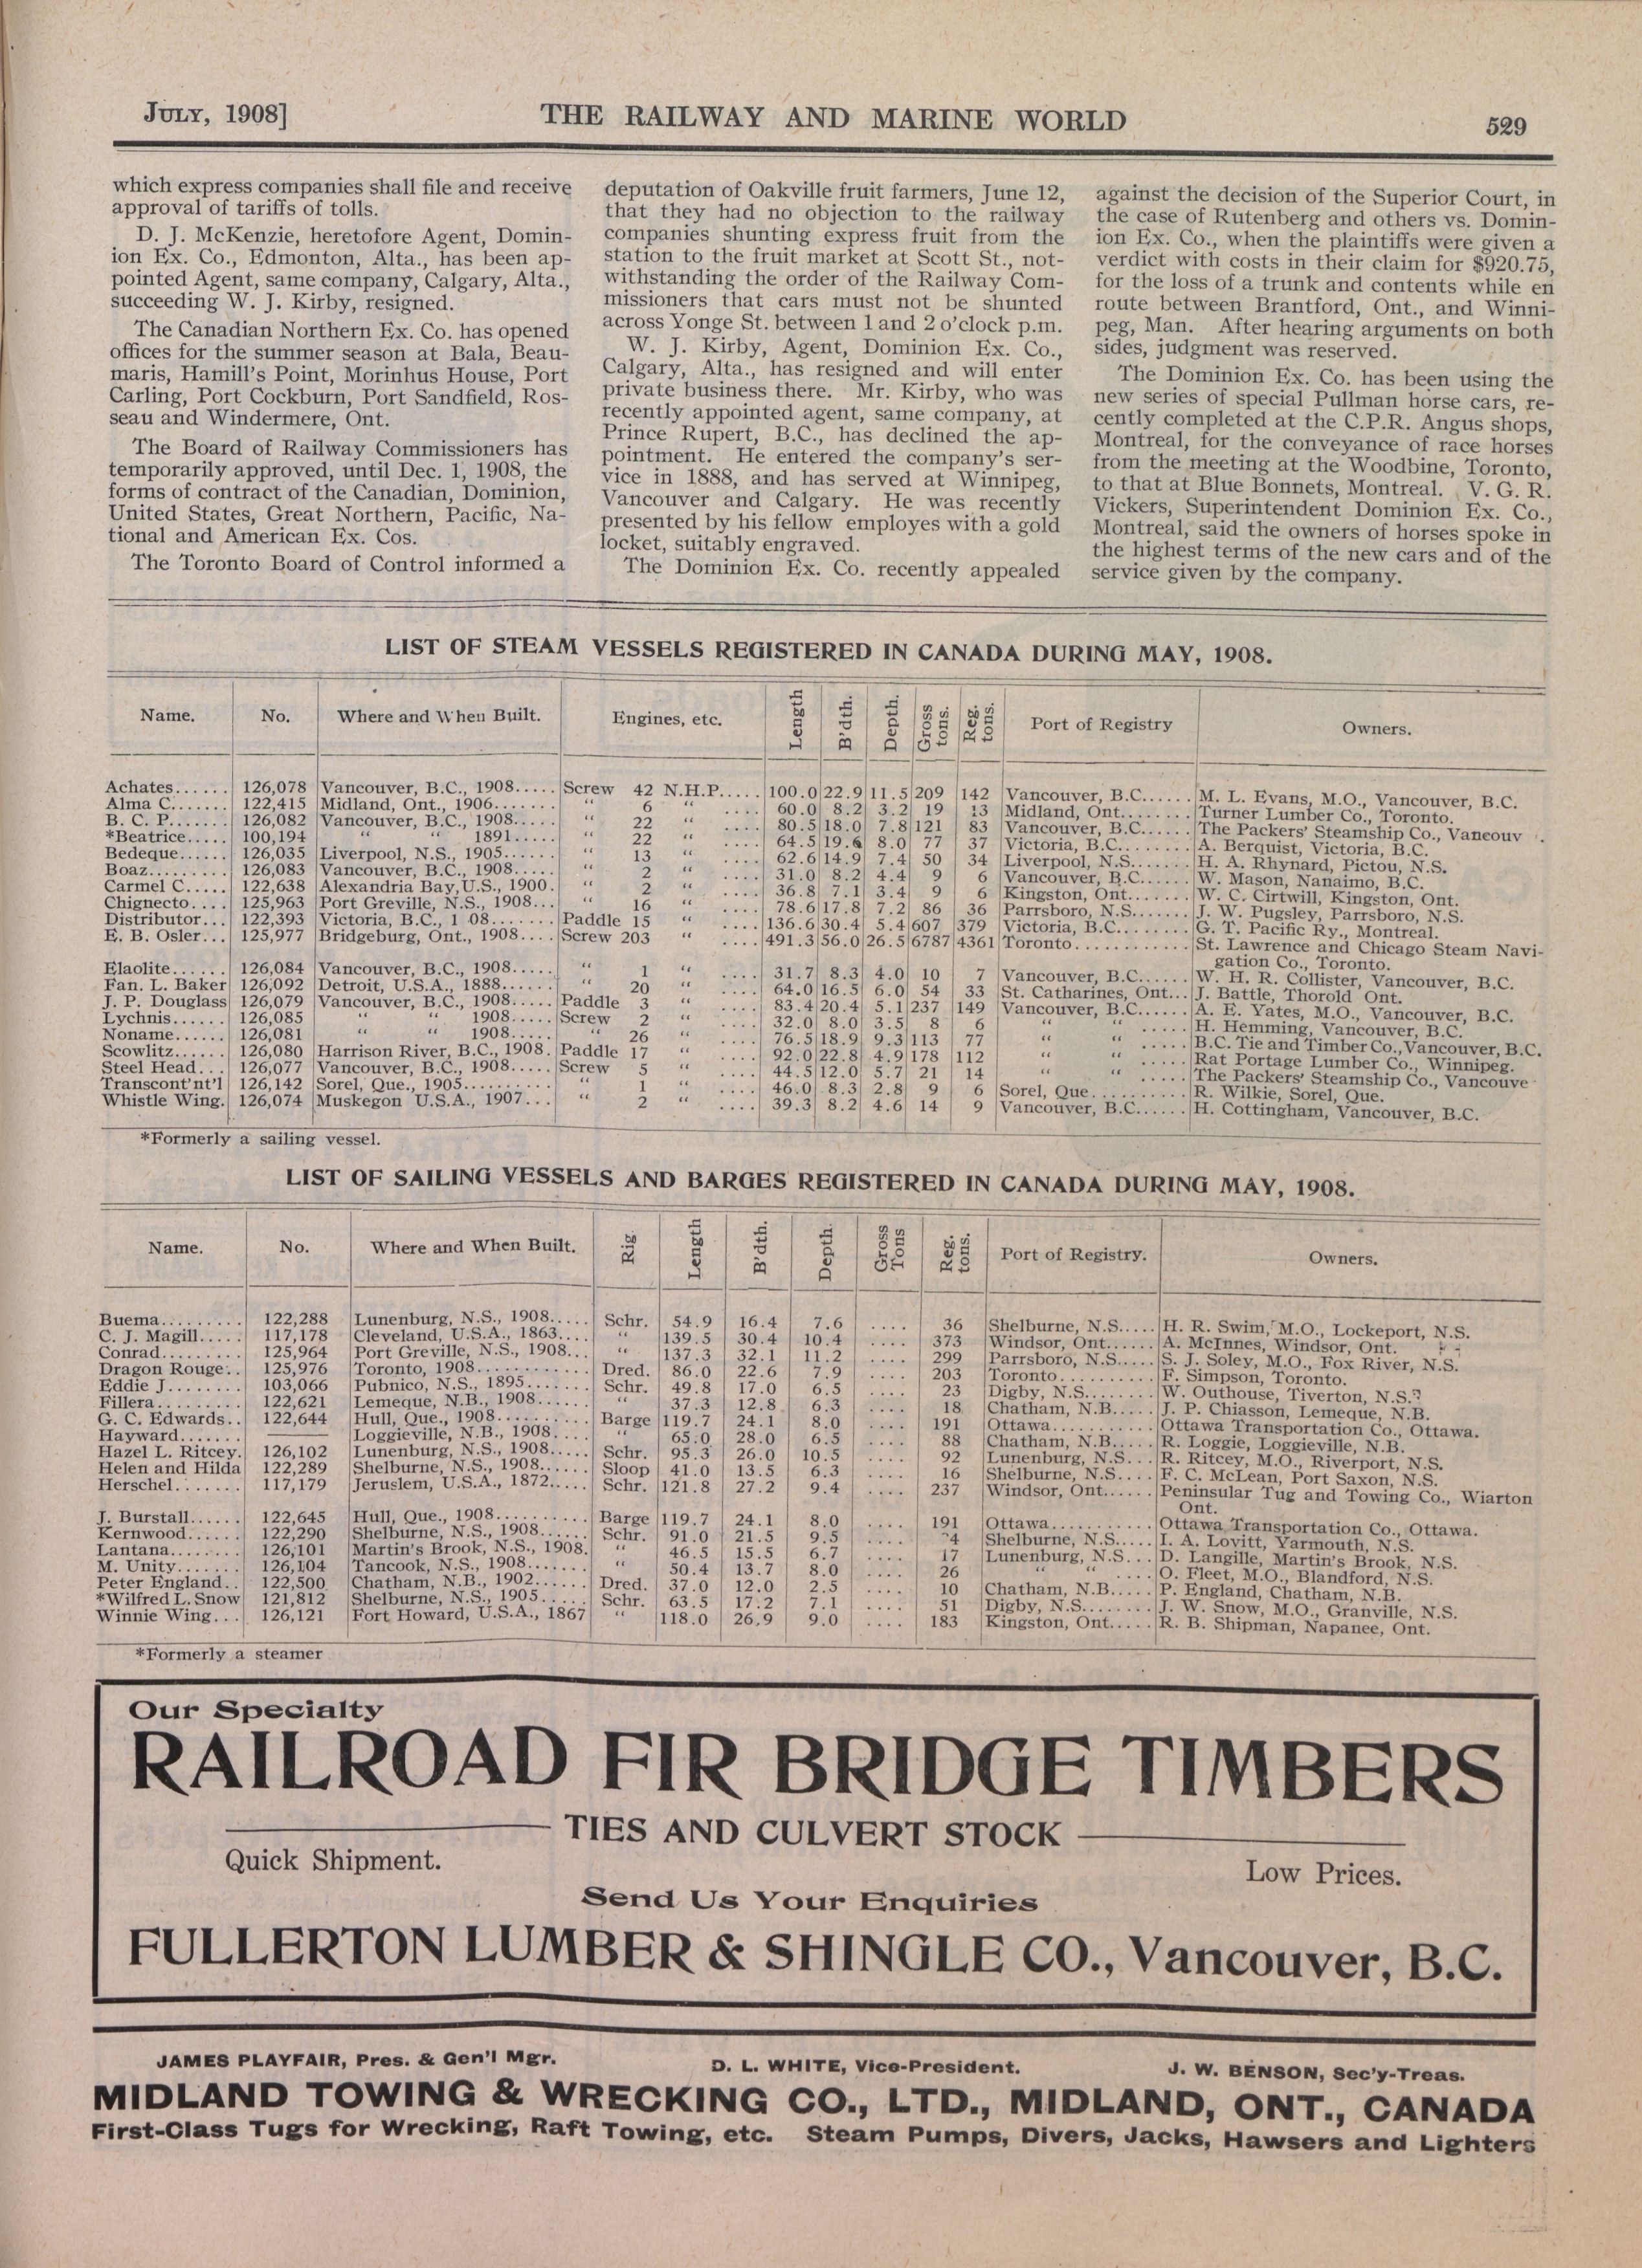 JULY, 1908]
THE RAILWAY AND MARINE WORLD
529
which express companies shall file and receive
approval of tariffs of tolls.
D. J. McKenzie, heretofore Agent, Domin-
ion Ex. Co., Edmonton, Alta., has been ap-
pointed Agent, same company, Calgary, Alta.,
succeeding W. J. Kirby, resigned.
The Canadian Northern Ex. Co. has opened
offices for the summer season at Bala, Beau-
maris, Hamill's Point, Morinhus House, Port
Carling, Port Cockburn, Port Sandfield, Ros-
seau and Windermere, Ont.
The Board of Railway Commissioners has
temporarily approved, until Dec. 1, 1908, the
forms of contract of the Canadian, Dominion,
United States, Great Northern, Pacific, Na-
tional and American Ex. Cos.
The Toronto Board of Control informed a
deputation of Oakville fruit farmers, June 12,
that they had no objection to the railway
companies shunting express fruit from the
station to the fruit market at Scott St., not-
withstanding the order of the Railway Com-
missioners that cars must not be shunted
across Yonge St. between 1 and 2 o'clock p.m.
W. J. Kirby, Agent, Dominion Ex. Co.,
Calgary, Alta., has resigned and will enter
private business there. Mr. Kirby, who was
recently appointed agent, same company, at
Prince Rupert, B.C., has declined the ap-
pointment. He entered the company's ser-
vice in 1888, and has served at Winnipeg,
Vancouver and Calgary. He was recently
presented by his fellow employes with a gold
locket, suitably engraved.
The Dominion Ex. Co. recently appealed
against the decision of the Superior Court, in
the case of Rutenberg and others vs. Domin-
ion Ex. Co., when the plaintiffs were given a
verdict with costs in their claim for $920.75,
for the loss of a trunk and contents while en
route between Brantford, Ont., and Winni-
peg, Man. After hearing arguments on both
sides, judgment was reserved.
The Dominion Ex. Co. has been using the
new series of special Pullman horse cars, re-
cently completed at the C.P.R. Angus shops,
Montreal, for the conveyance of race horses
from the meeting at the Woodbine, Toronto,
to that at Blue Bonnets, Montreal. V. G. R.
Vickers, Superintendent Dominion Ex. Co.,
Montreal, said the owners of horses spoke in
the highest terms of the new cars and of the
service given by the company.
LIST OF STEAM VESSELS REGISTERED IN CANADA DURING MAY, 1908.
Name. No. Where and When Built. Engines, etc. Length B'dth. Depth. Gross tons. Reg. tons. Port of Registry Owners.
Achates...... 126,078 Vancouver, B.C., 1908..... Screw 42 N.H.P..... 100.0 22.9 11.5 209 142 Vancouver, B.C...... M. L. Evans, M.O., Vancouver, B.C.
Alma C....... 122,415 Midland, Ont., 1906....... " 6 " .... 60.0 8.2 3.2 19 13 Midland, Ont........ Turner Lumber Co., Toronto.
B. C. P....... 126,082 Vancouver, B.C., 1908..... " 22 " .... 80.5 18.0 7.8 121 83 Vancouver, B.C...... The Packers' Steamship Co., Vancouv .
*Beatrice..... 100,194 " " 1891..... " 22 " .... 64.5 19.6 8.0 77 37 Victoria, B.C........ A. Berquist, Victoria, B.C.
Bedeque...... 126,035 Liverpool, N.S., 1905...... " 13 " .... 62.6 14.9 7.4 50 34 Liverpool, N.S....... H. A. Rhynard, Pictou, N.S.
Boaz......... 126,083 Vancouver, B.C., 1908..... " 2 " .... 31.0 8.2 4.4 9 6 Vancouver, B.C...... W. Mason, Nanaimo, B.C.
Carmel C..... 122,638 Alexandria Bay, U.S., 1900. " 2 " .... 36.8 7.1 3.4 9 6 Kingston, Ont....... W. C. Cirtwill, Kingston, Ont.
Chignecto.... 125,963 Port Greville, N.S., 1908... " 16 " .... 78.6 17.8 7.2 86 36 Parrsboro, N.S....... J. W. Pugsley, Parrsboro, N.S.
Distributor... 122,393 Victoria, B.C., 1 08....... Paddle 15 " .... 136.6 30.4 5.4 607 379 Victoria, B.C........ G. T. Pacific Ry., Montreal.
E. B. Osler... 125,977 Bridgeburg, Ont., 1908.... Screw 203 " .... 491.3 56.0 26.5 6787 4361 Toronto............ St. Lawrence and Chicago Steam Navi-
gation Co., Toronto.
Elaolite...... 126,084 Vancouver, B.C., 1908..... " 1 " .... 31.7 8.3 4.0 10 7 Vancouver, B.C...... W. H. R. Collister, Vancouver, B.C.
Fan. L. Baker 126,092 Detroit, U.S.A., 1888...... " 20 " .... 64.0 16.5 6.0 54 33 St. Catharines, Ont... J. Battle, Thorold Ont.
J. P. Douglass 126,079 Vancouver, B.C., 1908..... Paddle 3 " .... 83.4 20.4 5.1 237 149 Vancouver, B.C...... A. E. Yates, M.O., Vancouver, B.C.
Lychnis...... 126,085 " " 1908..... Screw 2 " .... 32.0 8.0 3.5 8 6 " " ..... H. Hemming, Vancouver, B.C.
Noname...... 126,081 " " 1908..... " 26 " .... 76.5 18.9 9.3 113 77 " " ..... B.C. Tie and Timber Co., Vancouver, B.C.
Scowlitz...... 126,080 Harrison River, B.C., 1908. Paddle 17 " .... 92.0 22.8 4.9 178 112 " " ..... Rat Portage Lumber Co., Winnipeg.
Steel Head... 126,077 Vancouver, B.C., 1908..... Screw 5 " .... 44.5 12.0 5.7 21 14 " " ..... The Packers' Steamship Co., Vancouve
Transcont'nt'l 126,142 Sorel, Que., 1905.......... " 1 " .... 46.0 8.3 2.8 9 6 Sorel, Que.......... R. Wilkie, Sorel, Que.
Whistle Wing. 126,074 Muskegon U.S.A., 1907... " 2 " .... 39.3 8.2 4.6 14 9 Vancouver, B.C...... H. Cottingham, Vancouver, B.C.
*Formerly a sailing vessel.
LIST OF SAILING VESSELS AND BARGES REGISTERED IN CANADA DURING MAY, 1908.
Name. No. Where and When Built. Rig Length B'dth. Depth. Gross Tons Reg. tons. Port of Registry. Owners.
Buema......... 122,288 Lunenburg, N.S., 1908..... Schr. 54.9 16.4 7.6 .... 36 Shelburne, N.S..... H. R. Swim, M.O., Lockeport, N.S.
C. J. Magill..... 117,178 Cleveland, U.S.A., 1863.... " 139.5 30.4 10.4 .... 373 Windsor, Ont...... A. McInnes, Windsor, Ont.
Conrad......... 125,964 Port Greville, N.S., 1908... " 137.3 32.1 11.2 .... 299 Parrsboro, N.S..... S. J. Soley, M.O., Fox River, N.S.
Dragon Rouge.. 125,976 Toronto, 1908............ Dred. 86.0 22.6 7.9 .... 203 Toronto.......... F. Simpson, Toronto.
Eddie J........ 103,066 Pubnico, N.S., 1895....... Schr. 49.8 17.0 6.5 .... 23 Digby, N.S........ W. Outhouse, Tiverton, N.S.
Fillera......... 122,621 Lemeque, N.B., 1908...... " 37.3 12.8 6.3 .... 18 Chatham, N.B..... J. P. Chiasson, Lemeque, N.B.
G. C. Edwards.. 122,644 Hull, Que., 1908.......... Barge 119.7 24.1 8.0 .... 191 Ottawa........... Ottawa Transportation Co., Ottawa.
Hayward....... ——— Loggieville, N.B., 1908.... " 65.0 28.0 6.5 .... 88 Chatham, N.B..... R. Loggie, Loggieville, N.B.
Hazel L. Ritcey. 126,102 Lunenburg, N.S., 1908..... Schr. 95.3 26.0 10.5 .... 92 Lunenburg, N.S... R. Ritcey, M.O., Riverport, N.S.
Helen and Hilda 122,289 Shelburne, N.S., 1908...... Sloop 41.0 13.5 6.3 .... 16 Shelburne, N.S.... F. C. McLean, Port Saxon, N.S.
Herschel....... 117,179 Jeruslem, U.S.A., 1872..... Schr. 121.8 27.2 9.4 .... 237 Windsor, Ont...... Peninsular Tug and Towing Co., Wiarton
Ont.
J. Burstall...... 122,645 Hull, Que., 1908.......... Barge 119.7 24.1 8.0 .... 191 Ottawa........... Ottawa Transportation Co., Ottawa.
Kernwood...... 122,290 Shelburne, N.S., 1908...... Schr. 91.0 21.5 9.5 .... 4 Shelburne, N.S..... I. A. Lovitt, Yarmouth, N.S.
Lantana........ 126,101 Martin's Brook, N.S., 1908. " 46.5 15.5 6.7 .... 17 Lunenburg, N.S... D. Langille, Martin's Brook, N.S.
M. Unity....... 126,104 Tancook, N.S., 1908....... " 50.4 13.7 8.0 .... 26 " " .... O. Fleet, M.O., Blandford, N.S.
Peter England.. 122,500 Chatham, N.B., 1902...... Dred. 37.0 12.0 2.5 .... 10 Chatham, N.B..... P. England, Chatham, N.B.
*Wilfred L. Snow 121,812 Shelburne, N.S., 1905..... Schr. 63.5 17.2 7.1 .... 51 Digby, N.S........ J. W. Snow, M.O., Granville, N.S.
Winnie Wing... 126,121 Fort Howard, U.S.A., 1867 " 118.0 26.9 9.0 .... 183 Kingston, Ont..... R. B. Shipman, Napanee, Ont.
*Formerly a steamer
Our Specialty
RAILROAD FIR BRIDGE TIMBERS
TIES AND CULVERT STOCK
Quick Shipment.
Low Prices.
Send Us Your Enquiries
FULLERTON LUMBER & SHINGLE CO., Vancouver, B.C.
JAMES PLAYFAIR, Pres. & Gen'l Mgr. D. L. WHITE, Vice-President. J. W. BENSON, Sec'y-Treas.
MIDLAND TOWING & WRECKING CO., LTD., MIDLAND, ONT., CANADA
First-Class Tugs for Wrecking, Raft Towing, etc. Steam Pumps, Divers, Jacks, Hawsers and Lighters